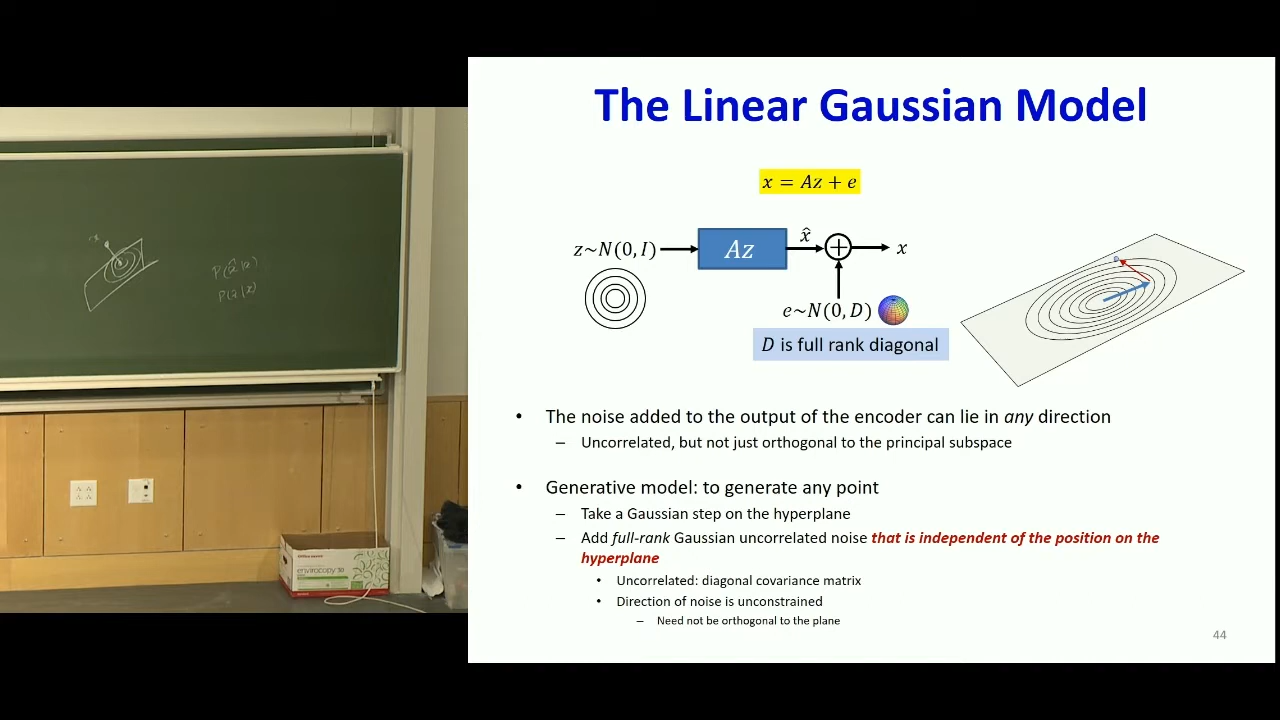 The Linear Gaussian Model
x = Az + e
z~N(0, I)
Az
x̂
x
e~N(0, D)
D is full rank diagonal
• The noise added to the output of the encoder can lie in any direction
– Uncorrelated, but not just orthogonal to the principal subspace
• Generative model: to generate any point
– Take a Gaussian step on the hyperplane
– Add full-rank Gaussian uncorrelated noise that is independent of the position on the
hyperplane
• Uncorrelated: diagonal covariance matrix
• Direction of noise is unconstrained
– Need not be orthogonal to the plane
44